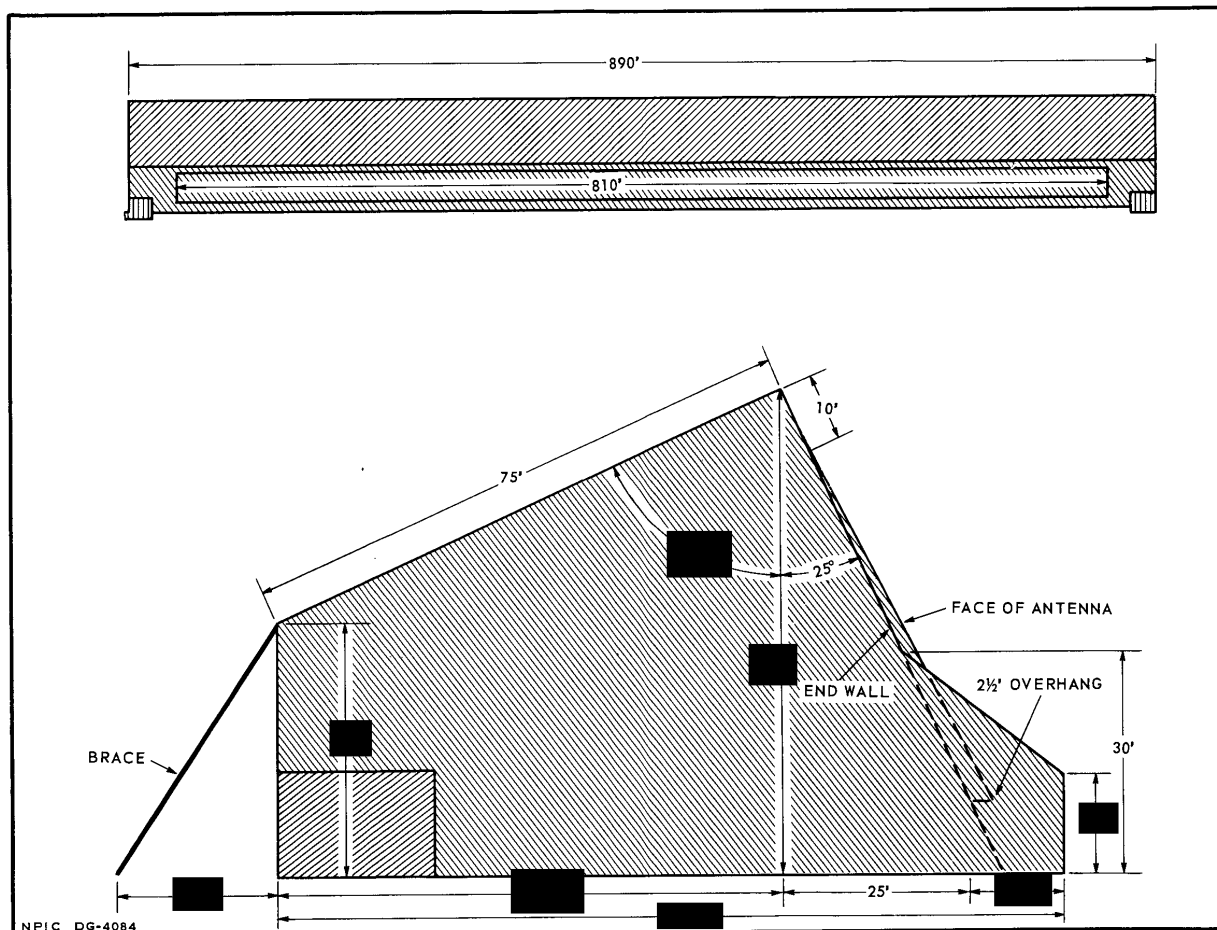 890'
810'
10'
75'
25°
FACE OF ANTENNA
END WALL
2½' OVERHANG
BRACE
30'
25'
NPIC DG-4084